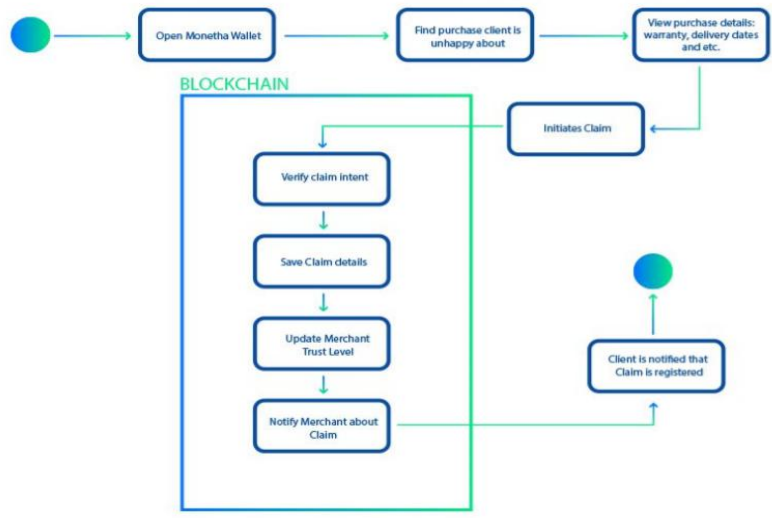 Open Monetha Wallet
Find purchase client is
unhappy about
View purchase details:
warranty, delivery dates
and etc.
BLOCKCHAIN
Initiates Claim
Verify claim intent
Save Claim details
Update Merchant
Trust Level
Notify Merchant about
Claim
Client is notified that
Claim is registered